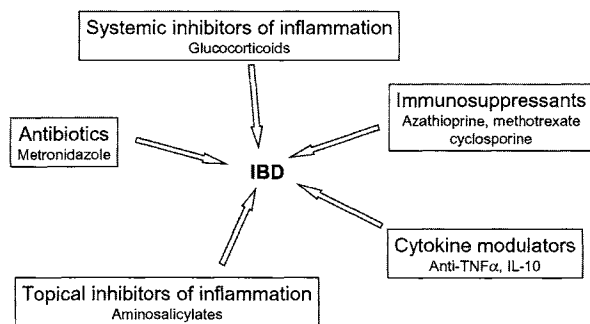 Systemic inhibitors of inflammation
Glucocorticoids
Immunosuppressants
Azathioprine, methotrexate
cyclosporine
Antibiotics
Metronidazole
IBD
Cytokine modulators
Anti-TNFα, IL-10
Topical inhibitors of inflammation
Aminosalicylates